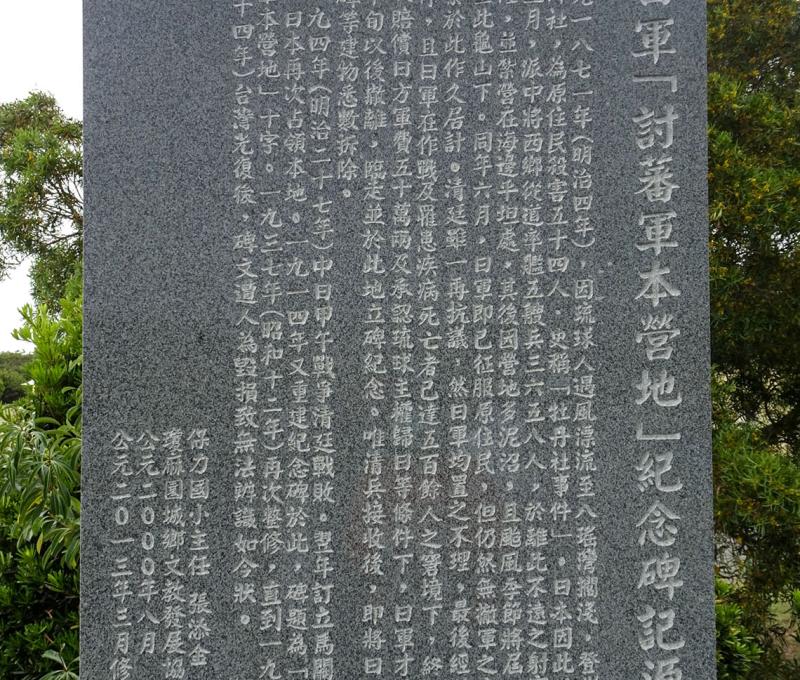 軍「討蕃軍本營地」紀念碑記源
一八七一年(明治四年),因琉球人遇風漂流至八瑤灣擱淺,登
社,為原住民殺害五十四人.史稱「牡丹社事件」,日本因此
月,派中將西鄉從道率艦五艘兵三六五八人,於離此不遠之射
,並紮營在海邊平坦處,其後因營地多泥沼,且颱風季節將屆
此龜山下。同年六月,日軍即已征服原住民,但仍然無撤軍之
於此作久居計。清廷雖一再抗議,然日軍均置之不理,最後經
,且日軍在作戰及罹患疾病死亡者已達五百餘人之窘境下,終
賠償日方軍費五十萬兩及承認琉球主權歸日等條件下,日軍才
旬以後撤離,臨走並於此地立碑紀念。唯清兵接收後,即將日
碑等建物悉數拆除。
九四年(明治二十七年)中日甲午戰爭清廷戰敗。翌年訂立馬關
日本再次占領本地。一九一四年又重建紀念碑於此,碑題為「
本營地」十字。一九三七年(昭和十二年)再次整修,直到一九
十四年)台灣光復後,碑文遭人為毀損致無法辨識如今狀。
保力國小主任 張添金
瓊麻園城鄉文教發展協
公元二000年八月
公元二0一三年三月修